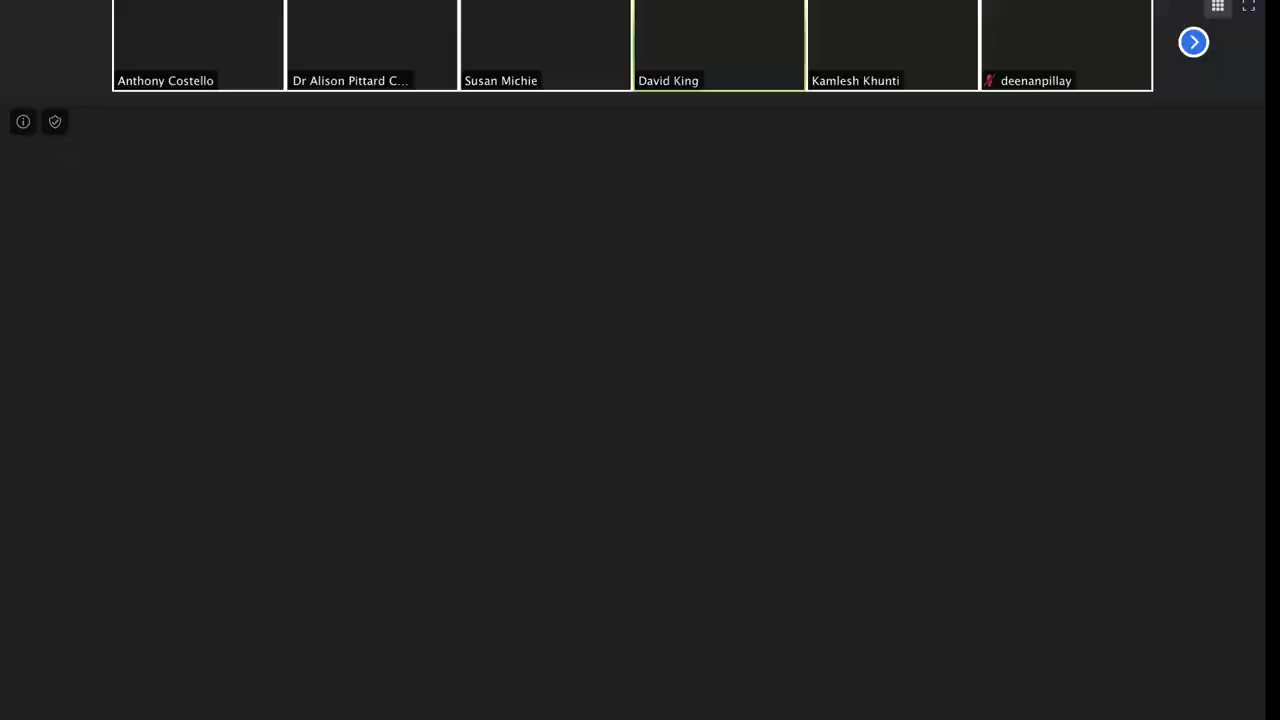 Anthony Costello
Dr Alison Pittard C...
Susan Michie
David King
Kamlesh Khunti
deenanpillay